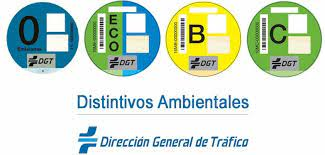 0
Emisiones
DGT
ECO
DGT
B
DGT
C
DGT
Distintivos Ambientales
Dirección General de Tráfico